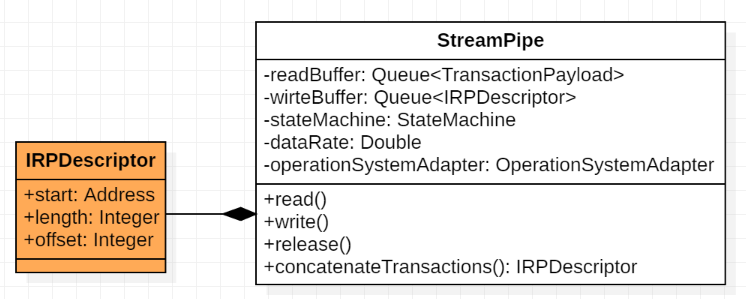 StreamPipe
-readBuffer: Queue<TransactionPayload>
-wirteBuffer: Queue<IRPDescriptor>
-stateMachine: StateMachine
-dataRate: Double
-operationSystemAdapter: OperationSystemAdapter
+read()
+write()
+release()
+concatenateTransactions(): IRPDescriptor
IRPDescriptor
+start: Address
+length: Integer
+offset: Integer